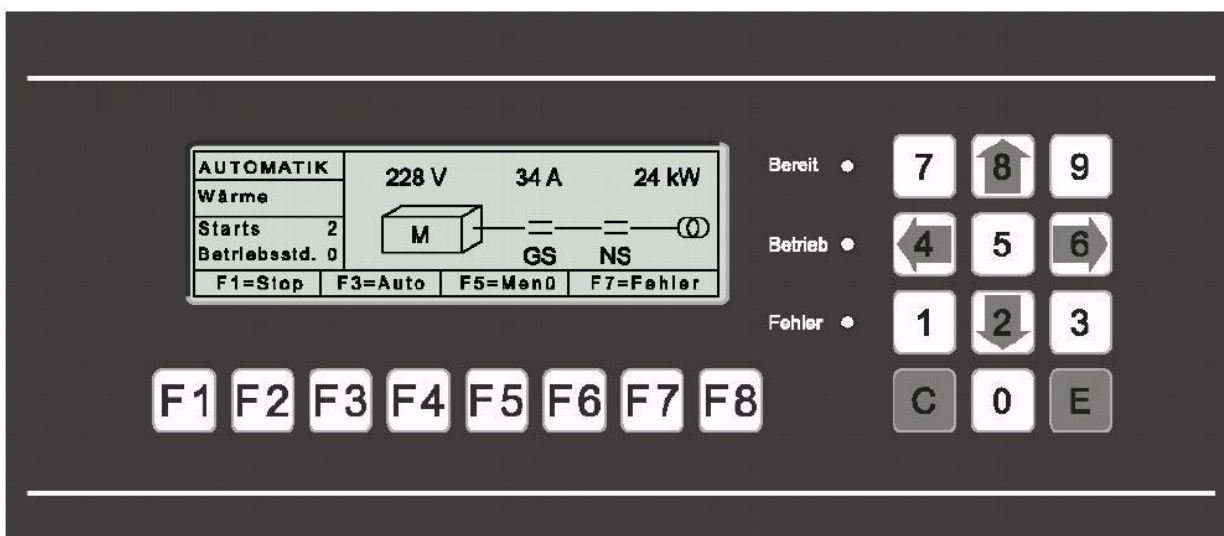 AUTOMATIK
Wärme
Starts 2
Betriebsstd. 0
228 V 34 A 24 kW
M
GS NS
F1=Stop F3=Auto F5=Menü F7=Fehler
Bereit
Betrieb
Fehler
7 8 9
4 5 6
1 2 3
C 0 E
F1 F2 F3 F4 F5 F6 F7 F8